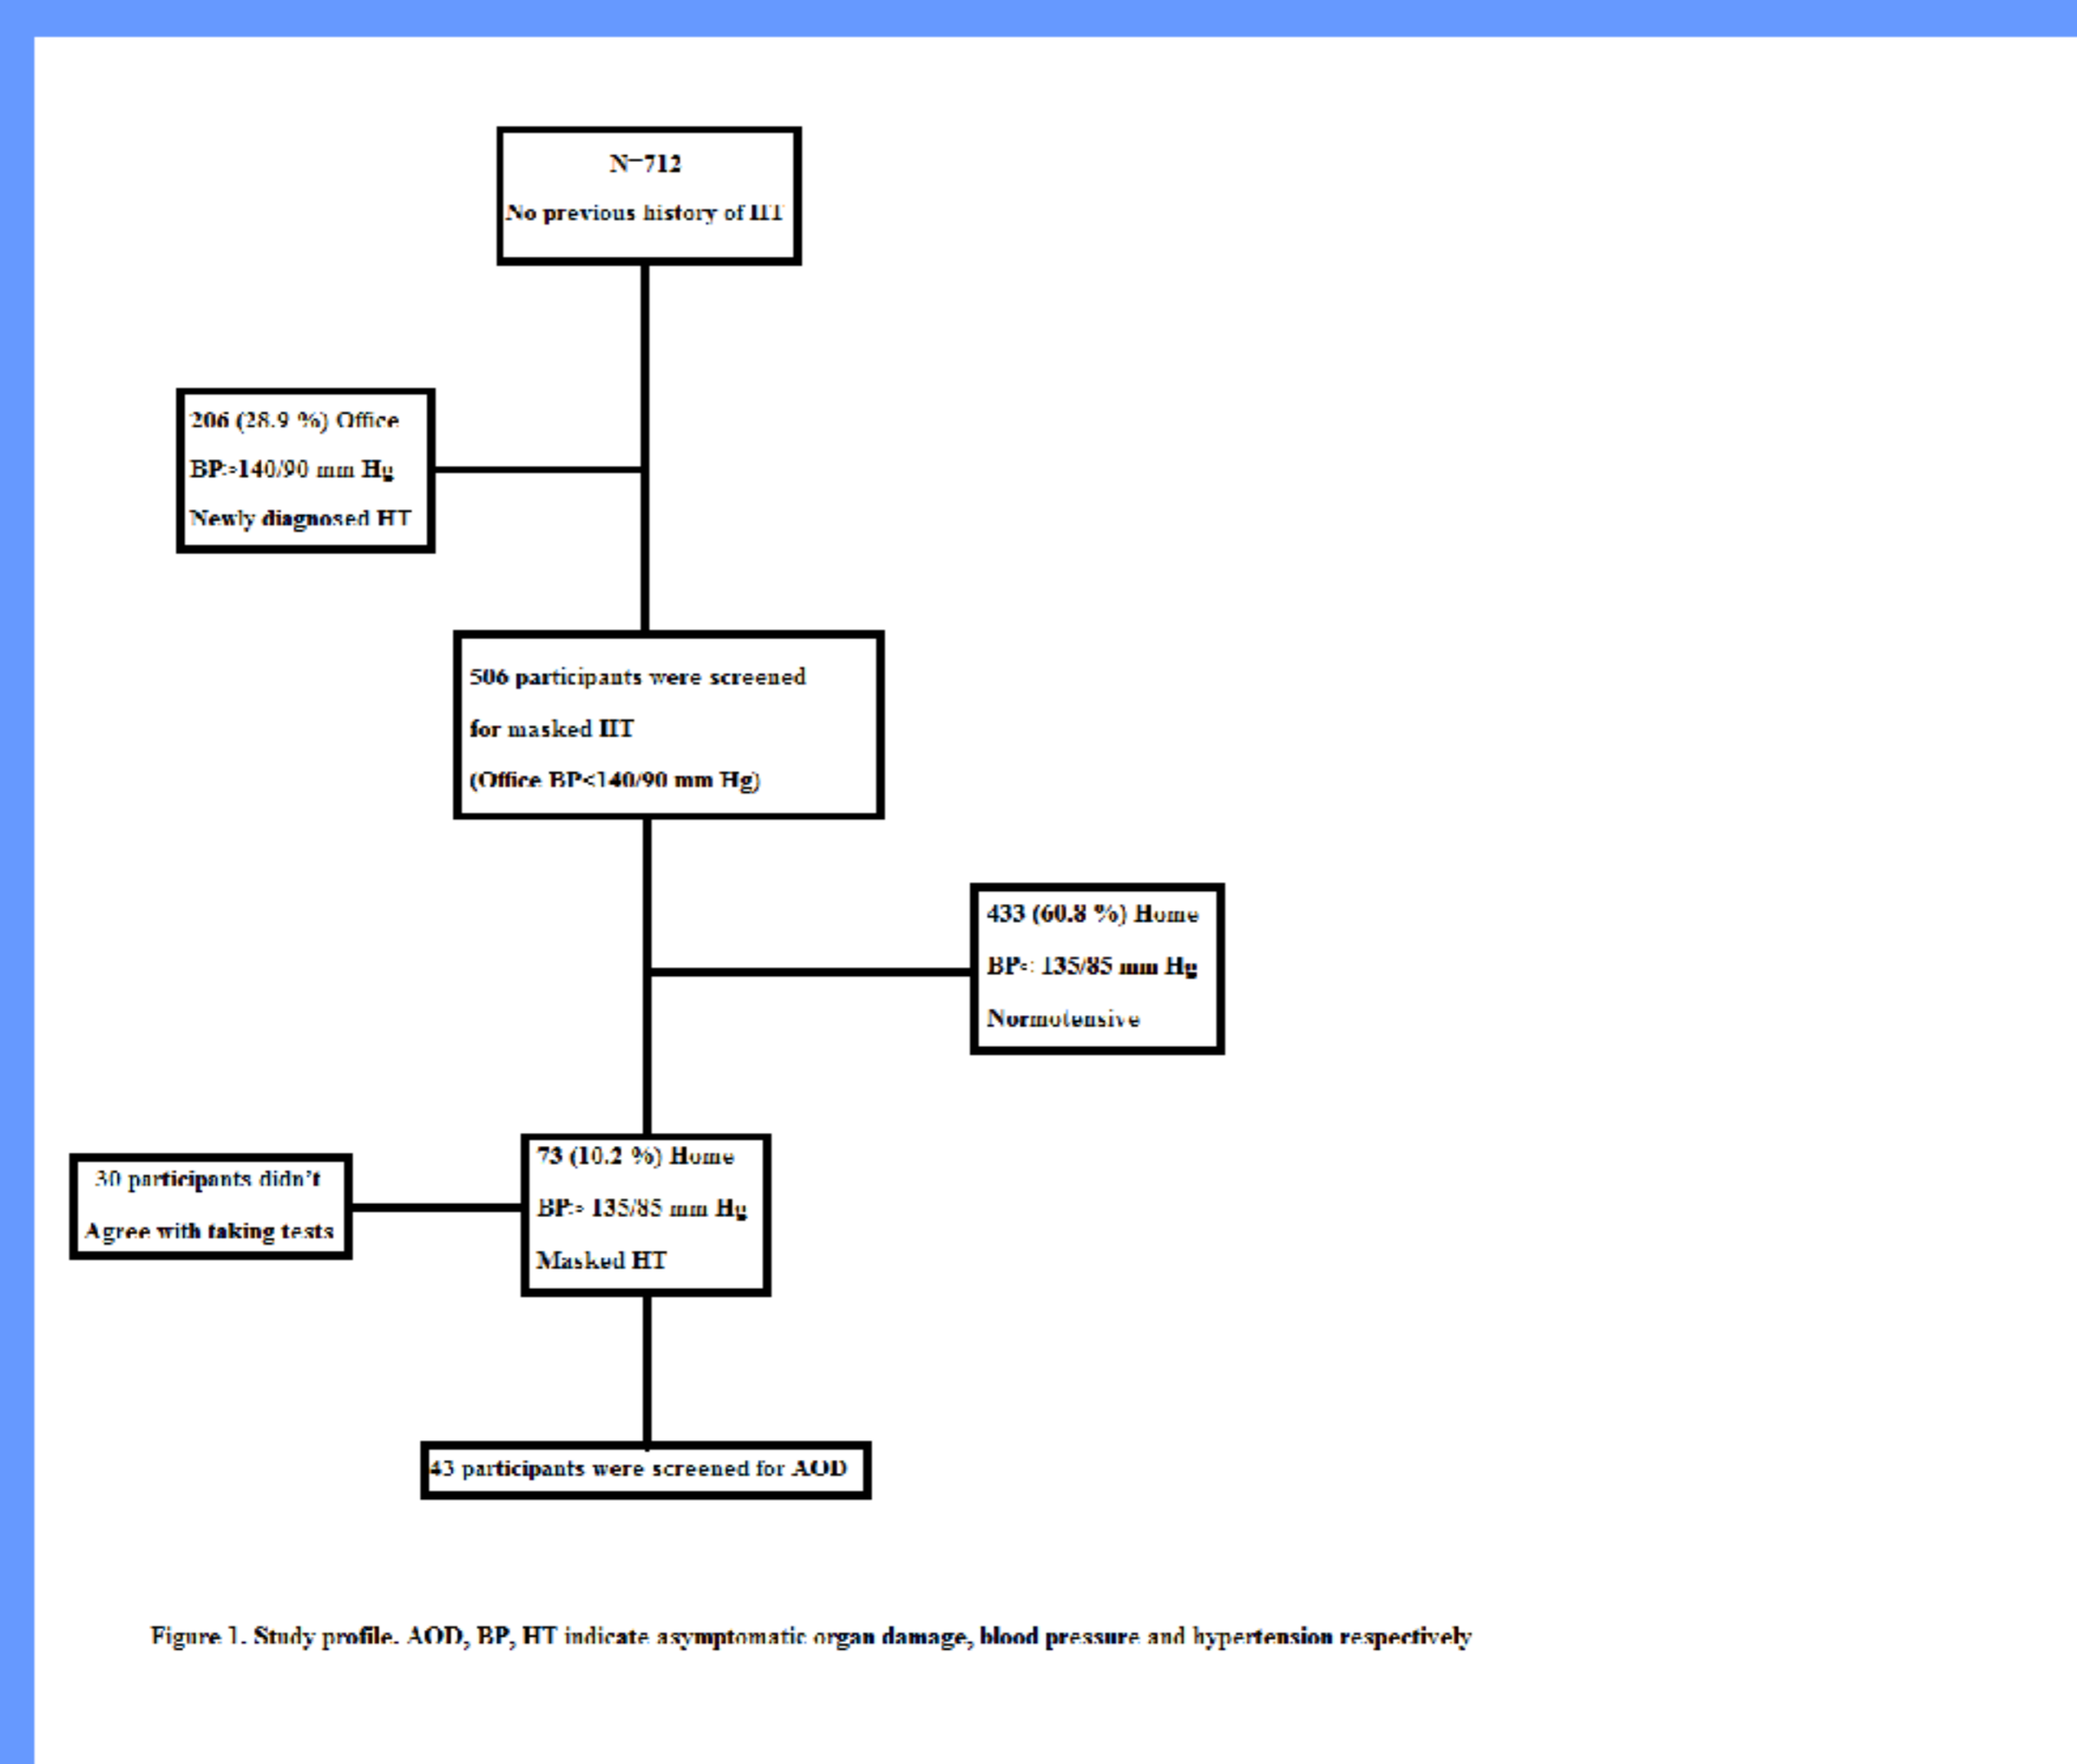 N=712
No previous history of HT
206 (28.9 %) Office
BP=>140/90 mm Hg
Newly diagnosed HT
506 participants were screened
for masked HT
(Office BP<140/90 mm Hg)
433 (60.8 %) Home
BP< 135/85 mm Hg
Normotensive
30 participants didn’t
Agree with taking tests
73 (10.2 %) Home
BP=> 135/85 mm Hg
Masked HT
43 participants were screened for AOD
Figure 1. Study profile. AOD, BP, HT indicate asymptomatic organ damage, blood pressure and hypertension respectively